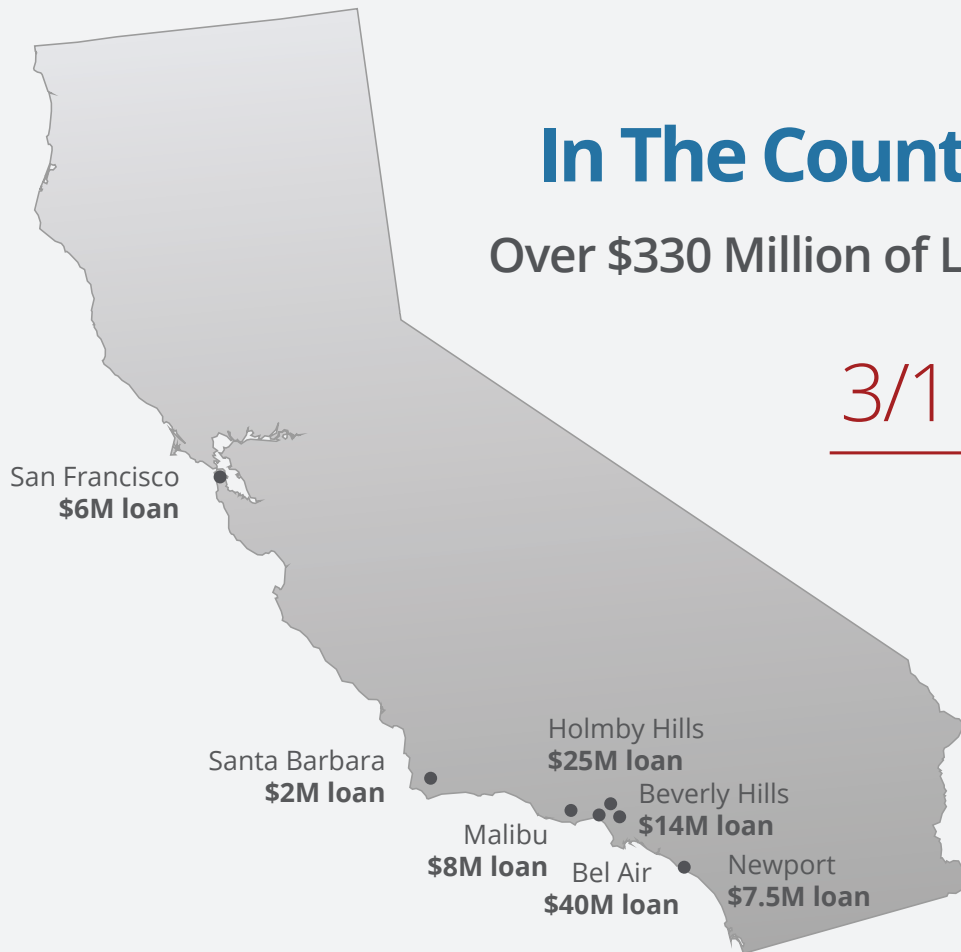 In The Count
Over $330 Million of L
3/1
San Francisco
$6M loan
Holmby Hills
$25M loan
Santa Barbara
$2M loan
Beverly Hills
$14M loan
Malibu
$8M loan
Bel Air
$40M loan
Newport
$7.5M loan